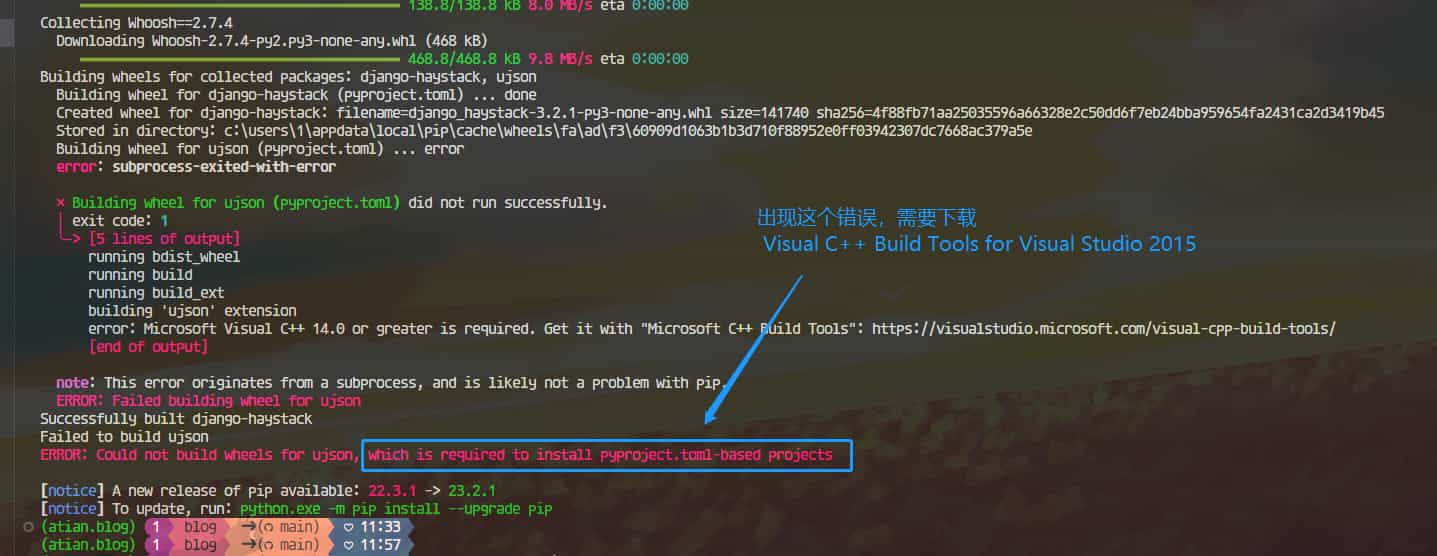 138.8/138.8 kB 8.0 MB/s eta 0:00:00
Collecting Whoosh==2.7.4
Downloading Whoosh-2.7.4-py2.py3-none-any.whl (468 kB)
468.8/468.8 kB 9.8 MB/s eta 0:00:00
Building wheels for collected packages: django-haystack, ujson
Building wheel for django-haystack (pyproject.toml) ... done
Created wheel for django-haystack: filename=django_haystack-3.2.1-py3-none-any.whl size=141740 sha256=4f88fb71aa25035596a66328e2c50dd6f7eb24bba959654fa2431ca2d3419b45
Stored in directory: c:\users\1\appdata\local\pip\cache\wheels\fa\ad\f3\60909d1063b1b3d710f88952e0ff03942307dc7668ac379a5e
Building wheel for ujson (pyproject.toml) ... error
error: subprocess-exited-with-error
× Building wheel for ujson (pyproject.toml) did not run successfully.
│ exit code: 1
╰─> [5 lines of output]
running bdist_wheel
running build
running build_ext
building 'ujson' extension
error: Microsoft Visual C++ 14.0 or greater is required. Get it with "Microsoft C++ Build Tools": https://visualstudio.microsoft.com/visual-cpp-build-tools/
[end of output]
出现这个错误，需要下载
Visual C++ Build Tools for Visual Studio 2015
note: This error originates from a subprocess, and is likely not a problem with pip.
ERROR: Failed building wheel for ujson
Successfully built django-haystack
Failed to build ujson
ERROR: Could not build wheels for ujson, which is required to install pyproject.toml-based projects
[notice] A new release of pip available: 22.3.1 -> 23.2.1
[notice] To update, run: python.exe -m pip install --upgrade pip
(atian.blog) 1 blog →( main) ♡ 11:33
(atian.blog) 1 blog →( main) ♡ 11:57